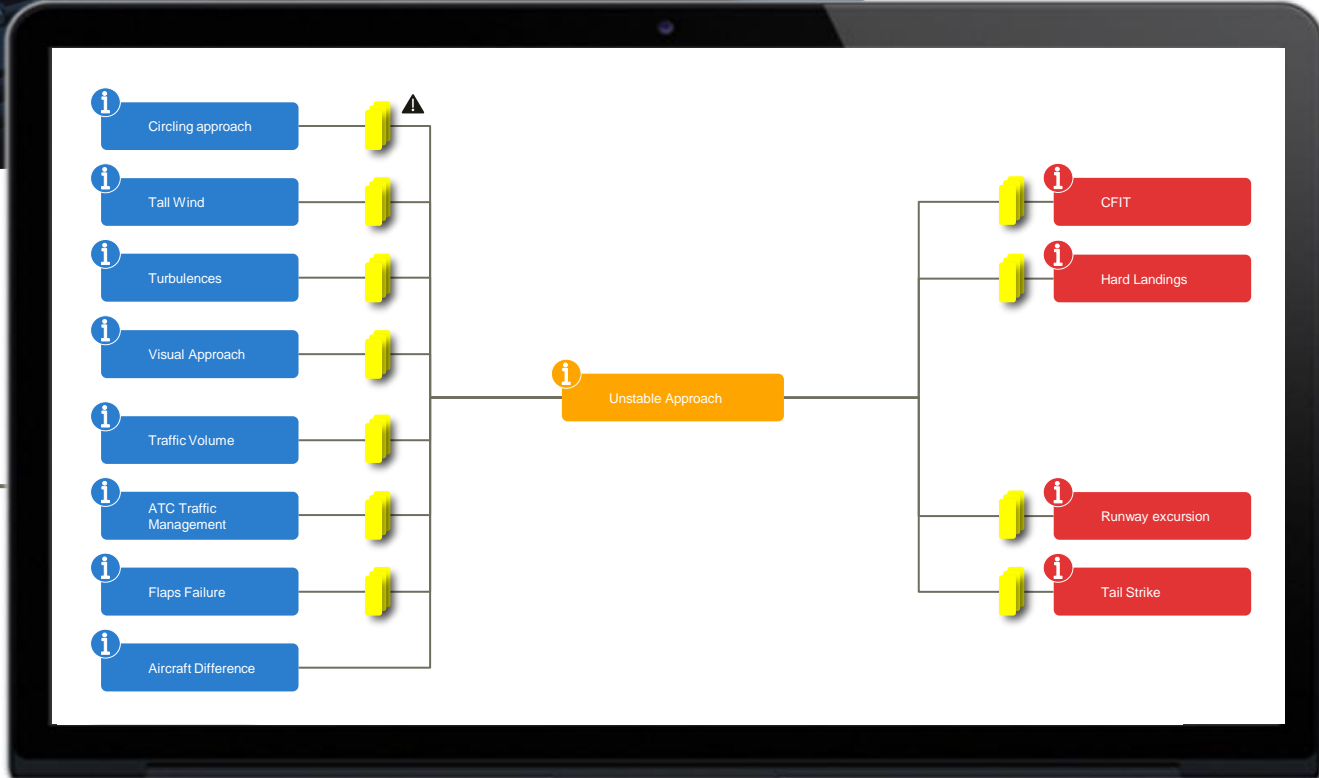 Circling approach
Tall Wind
Turbulences
Visual Approach
Traffic Volume
ATC Traffic
Management
Flaps Failure
Aircraft Difference
Unstable Approach
CFIT
Hard Landings
Runway excursion
Tail Strike